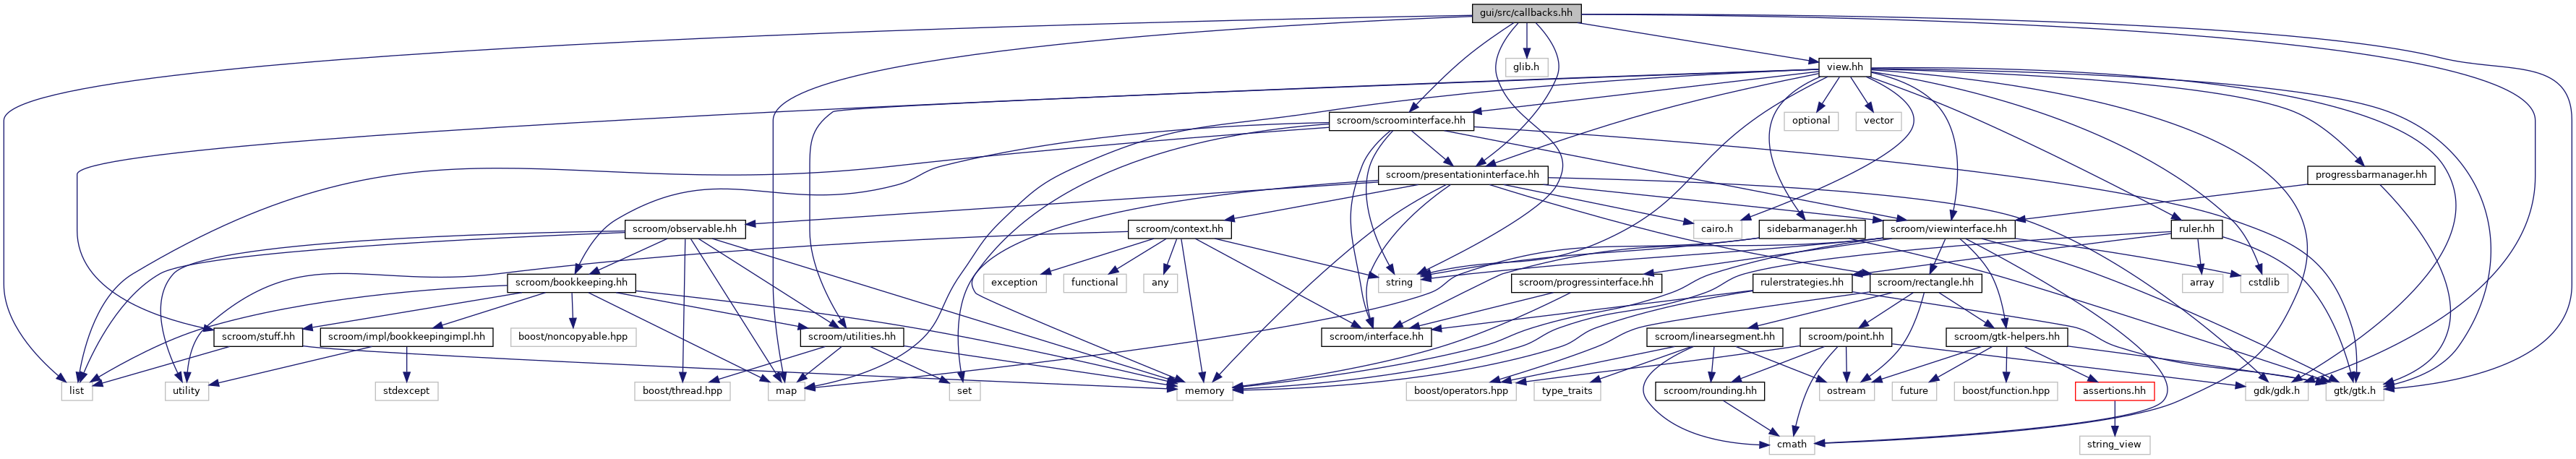 gui/src/callbacks.hh
glib.h
view.hh
scroom/scroominterface.hh
optional
vector
scroom/presentationinterface.hh
progressbarmanager.hh
scroom/observable.hh
scroom/context.hh
cairo.h
sidebarmanager.hh
scroom/viewinterface.hh
ruler.hh
scroom/bookkeeping.hh
exception
functional
any
string
scroom/progressinterface.hh
rulerstrategies.hh
scroom/rectangle.hh
array
cstdlib
scroom/stuff.hh
scroom/impl/bookkeepingimpl.hh
boost/noncopyable.hpp
scroom/utilities.hh
scroom/interface.hh
scroom/linearsegment.hh
scroom/point.hh
scroom/gtk-helpers.hh
list
utility
stdexcept
boost/thread.hpp
map
set
memory
boost/operators.hpp
type_traits
scroom/rounding.hh
ostream
future
boost/function.hpp
assertions.hh
gdk/gdk.h
gtk/gtk.h
cmath
string_view